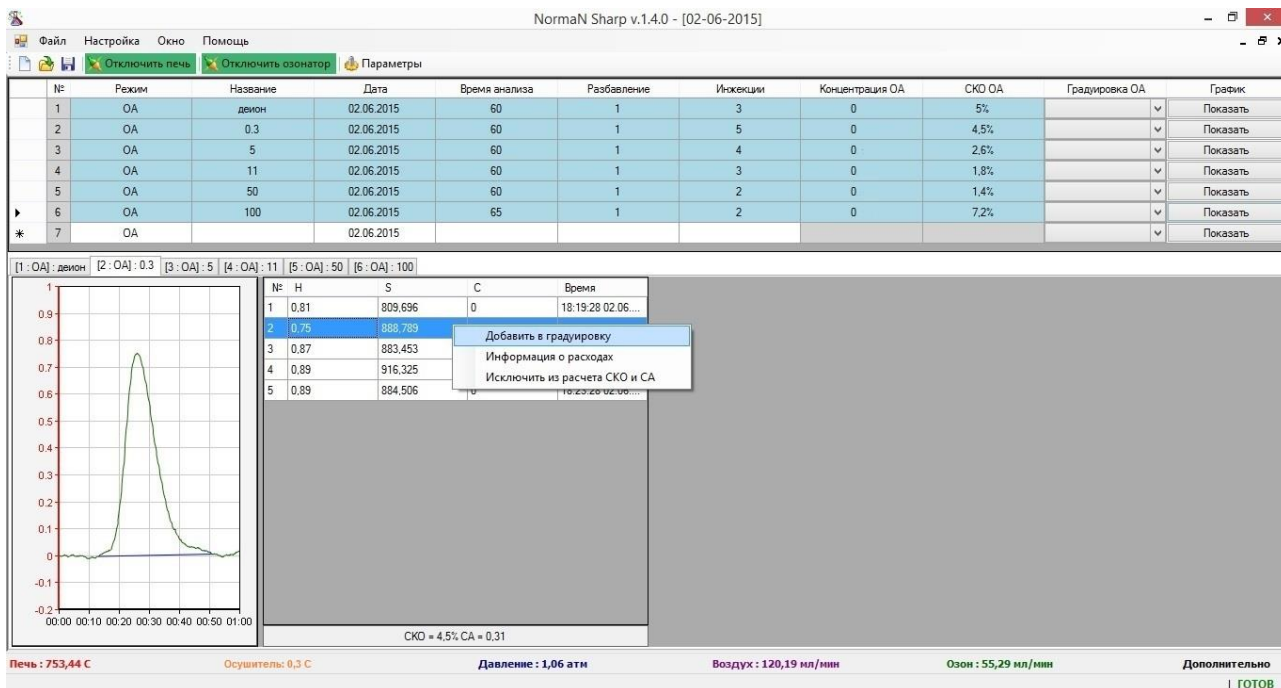 NormaN Sharp v.1.4.0 - [02-06-2015]
Файл Настройка Окно Помощь
Отключить печь Отключить озонатор Параметры
№ Режим Название Дата Время анализа Разбавление Инжекции Концентрация ОА СКО ОА Градуировка ОА График
1 ОА деион 02.06.2015 60 1 3 0 5% Показать
2 ОА 0.3 02.06.2015 60 1 5 0 4,5% Показать
3 ОА 5 02.06.2015 60 1 4 0 2,6% Показать
4 ОА 11 02.06.2015 60 1 3 0 1,8% Показать
5 ОА 50 02.06.2015 60 1 2 0 1,4% Показать
6 ОА 100 02.06.2015 65 1 2 0 7,2% Показать
7 ОА 02.06.2015 Показать
[1 : ОА] : деион [2 : ОА] : 0.3 [3 : ОА] : 5 [4 : ОА] : 11 [5 : ОА] : 50 [6 : ОА] : 100
№ H S C Время
1 0,81 809,696 0 18:19:28 02.06....
2 0,75 888,789
3 0,87 883,453
4 0,89 916,325
5 0,89 884,506 0 18:23:28 02.06....
Добавить в градуировку
Информация о расходах
Исключить из расчета СКО и СА
1
0.9
0.8
0.7
0.6
0.5
0.4
0.3
0.2
0.1
0
-0.1
-0.2
00:00 00:10 00:20 00:30 00:40 00:50 01:00
СКО = 4,5% СА = 0,31
Печь : 753,44 С Осушитель: 0,3 С Давление : 1,06 атм Воздух : 120,19 мл/мин Озон : 55,29 мл/мин Дополнительно
| ГОТОВ